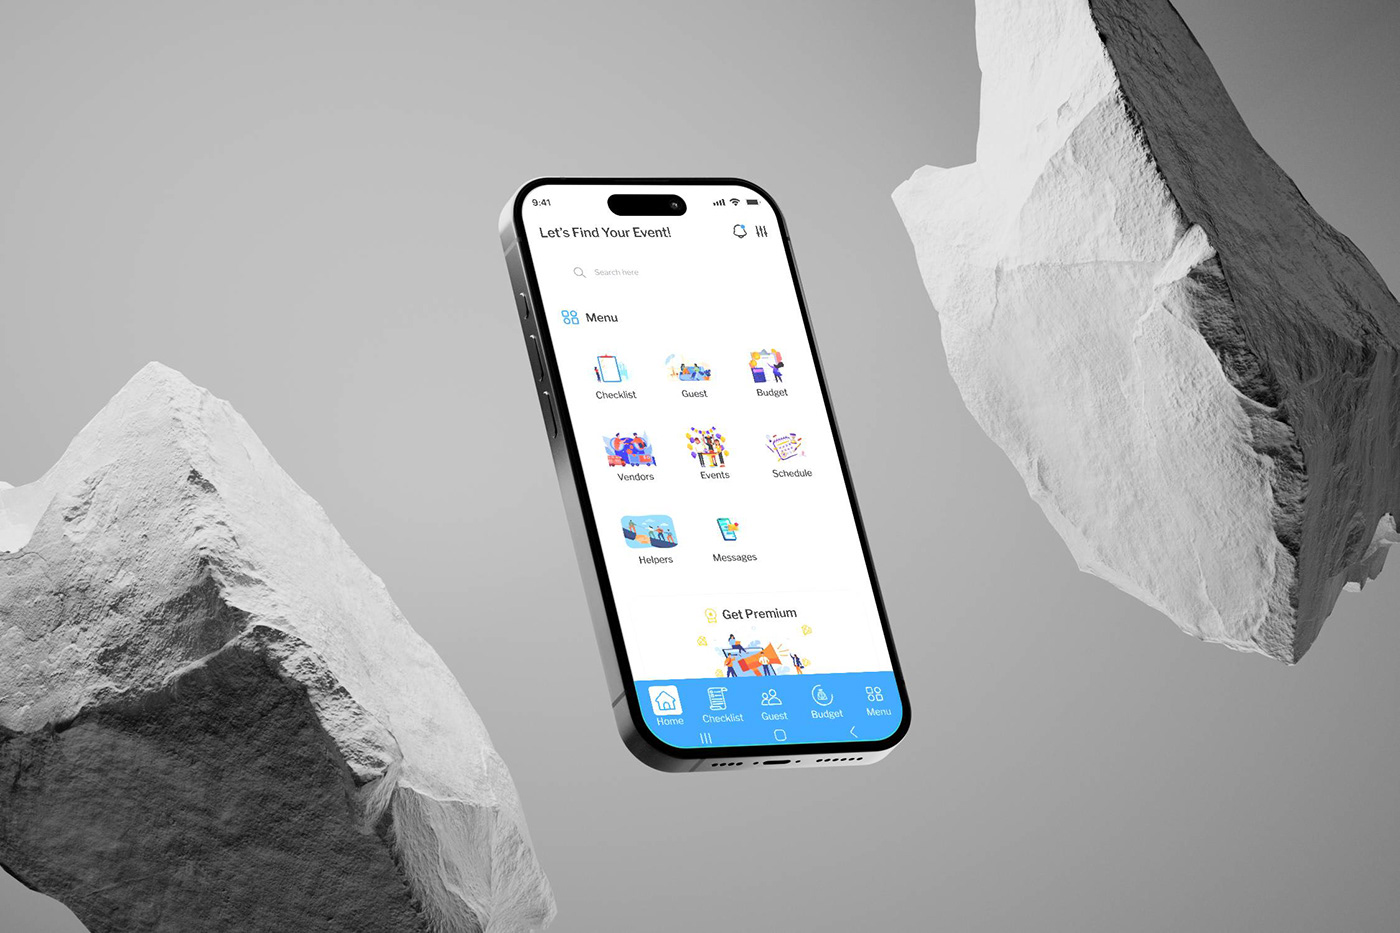 9:41
Let's Find Your Event!
Search here
Menu
Checklist Guest Budget
Vendors Events Schedule
Helpers Messages
Get Premium
Home Checklist Guest Budget Menu